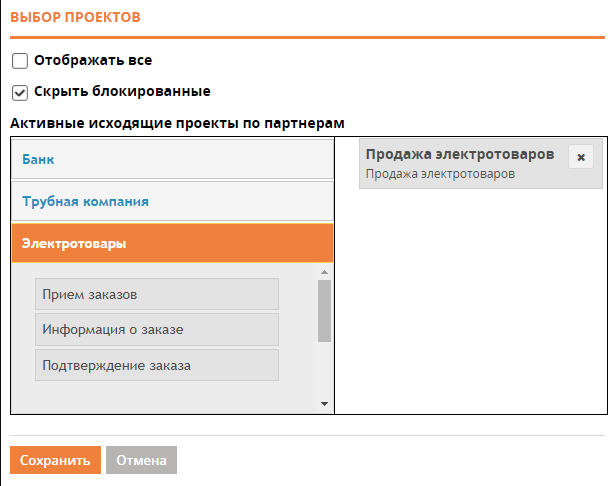 ВЫБОР ПРОЕКТОВ
Отображать все
Скрыть блокированные
Активные исходящие проекты по партнерам
Банк
Трубная компания
Электротовары
Прием заказов
Информация о заказе
Подтверждение заказа
Продажа электротоваров
Продажа электротоваров
Сохранить
Отмена